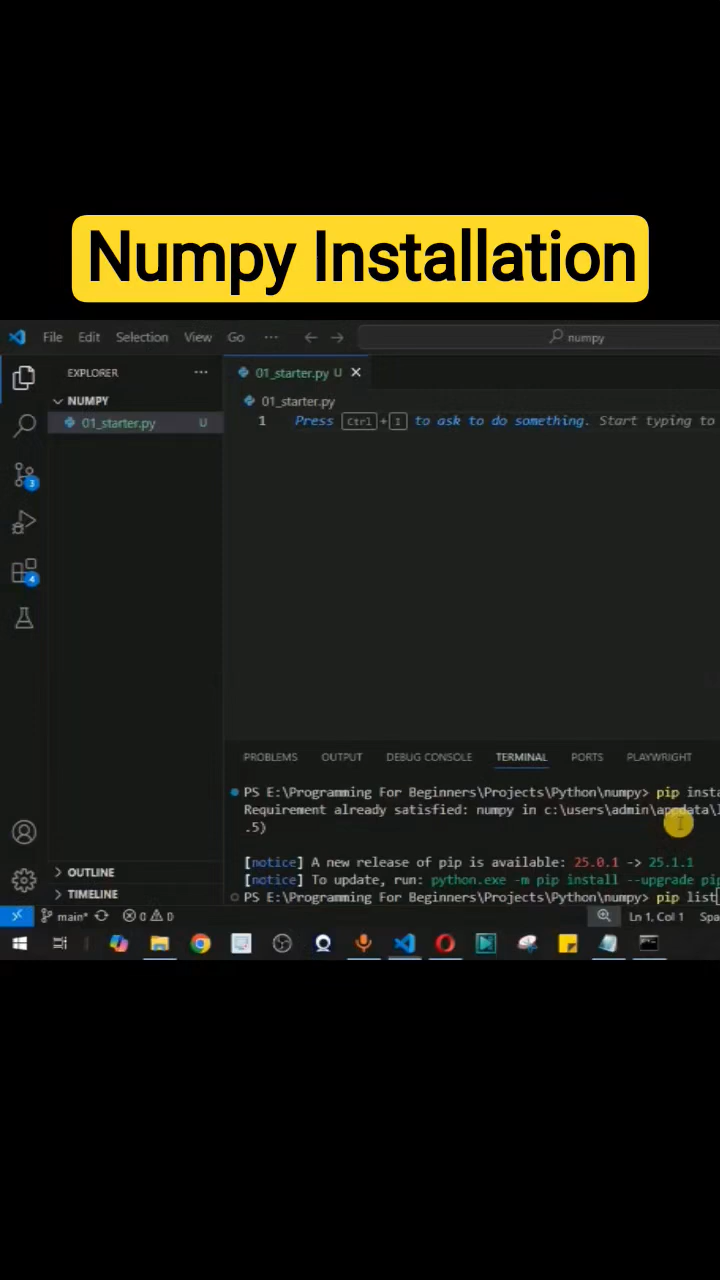 Numpy Installation
File Edit Selection View Go ··· ← → numpy
EXPLORER ···
01_starter.py U ×
NUMPY
01_starter.py
01_starter.py U
1 Press Ctrl + I to ask to do something. Start typing to
3
4
PROBLEMS OUTPUT DEBUG CONSOLE TERMINAL PORTS PLAYWRIGHT
PS E:\Programming For Beginners\Projects\Python\numpy> pip insta
Requirement already satisfied: numpy in c:\users\admin\appdata\l
.5)
[notice] A new release of pip is available: 25.0.1 -> 25.1.1
[notice] To update, run: python.exe -m pip install --upgrade pip
PS E:\Programming For Beginners\Projects\Python\numpy> pip list
OUTLINE
TIMELINE
main* 0 0 Ln 1, Col 1 Spa